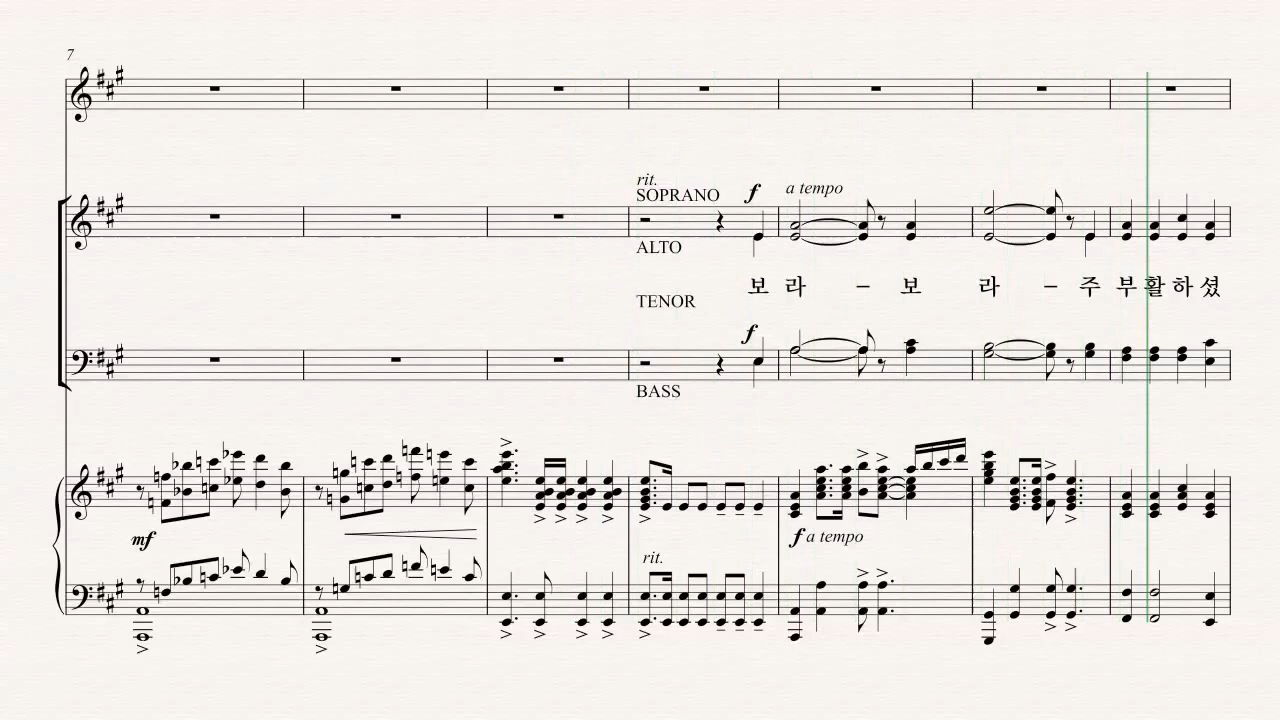 7
rit.
SOPRANO
f
a tempo
ALTO
보 라 – 보 라 – 주 부 활 하 셨
TENOR
f
BASS
mf
f a tempo
rit.